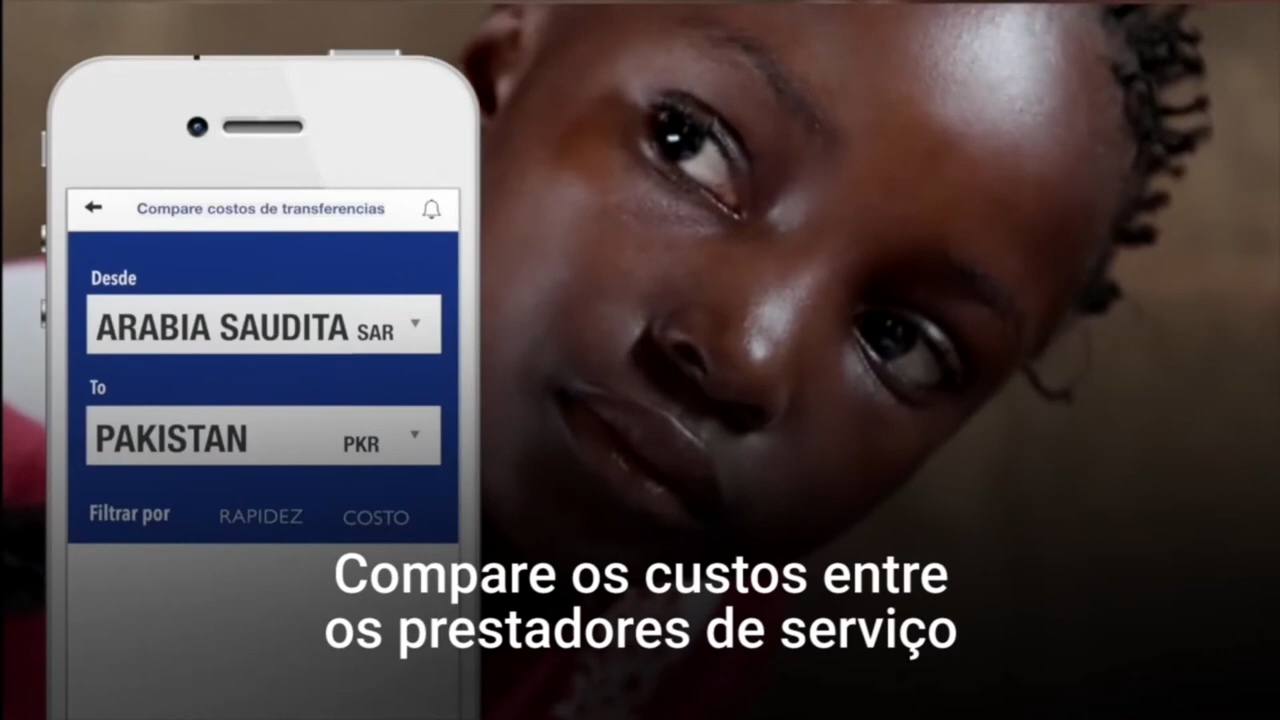 Compare costos de transferencias
Desde
ARABIA SAUDITA SAR
To
PAKISTAN PKR
Filtrar por RAPIDEZ COSTO
Compare os custos entre
os prestadores de serviço